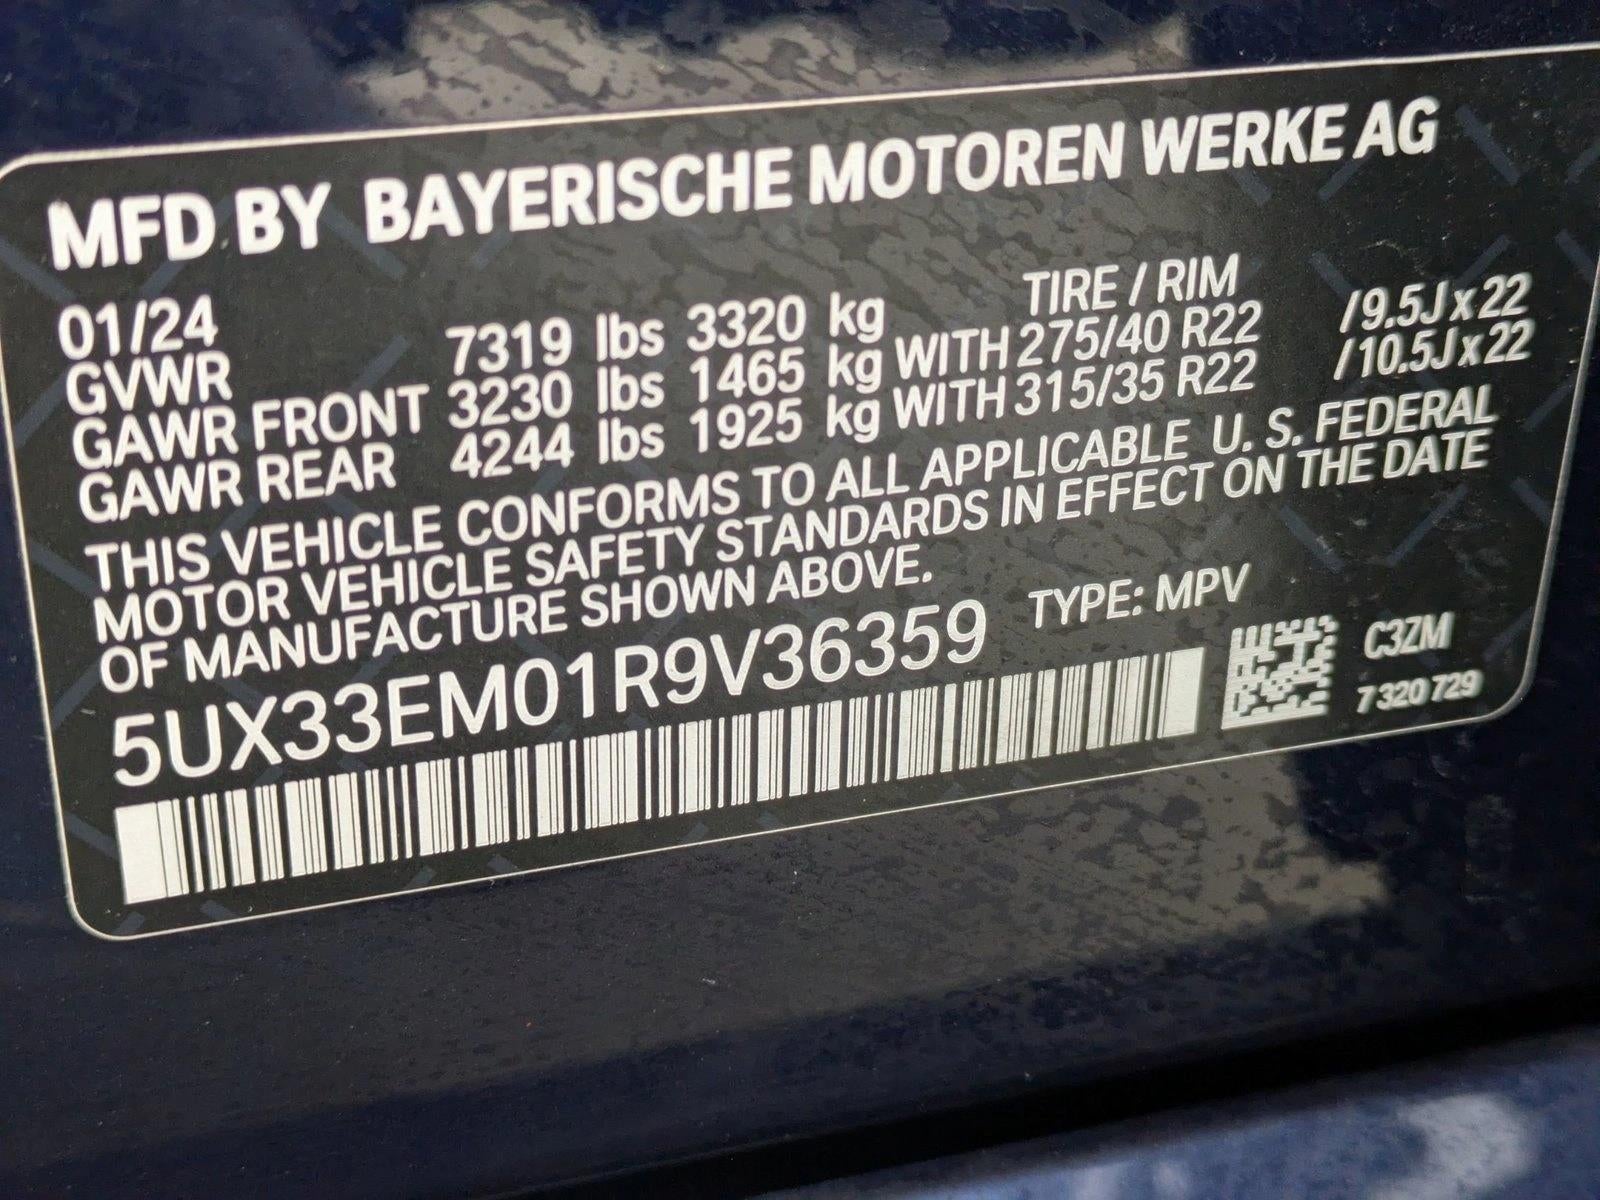 MFD BY BAYERISCHE MOTOREN WERKE AG
01/24 TIRE / RIM
GVWR 7319 lbs 3320 kg
GAWR FRONT 3230 lbs 1465 kg WITH 275/40 R22 /9.5J x 22
GAWR REAR 4244 lbs 1925 kg WITH 315/35 R22 /10.5J x 22
THIS VEHICLE CONFORMS TO ALL APPLICABLE U. S. FEDERAL
MOTOR VEHICLE SAFETY STANDARDS IN EFFECT ON THE DATE
OF MANUFACTURE SHOWN ABOVE.
5UX33EM01R9V36359 TYPE: MPV
C3ZM
7 320 729